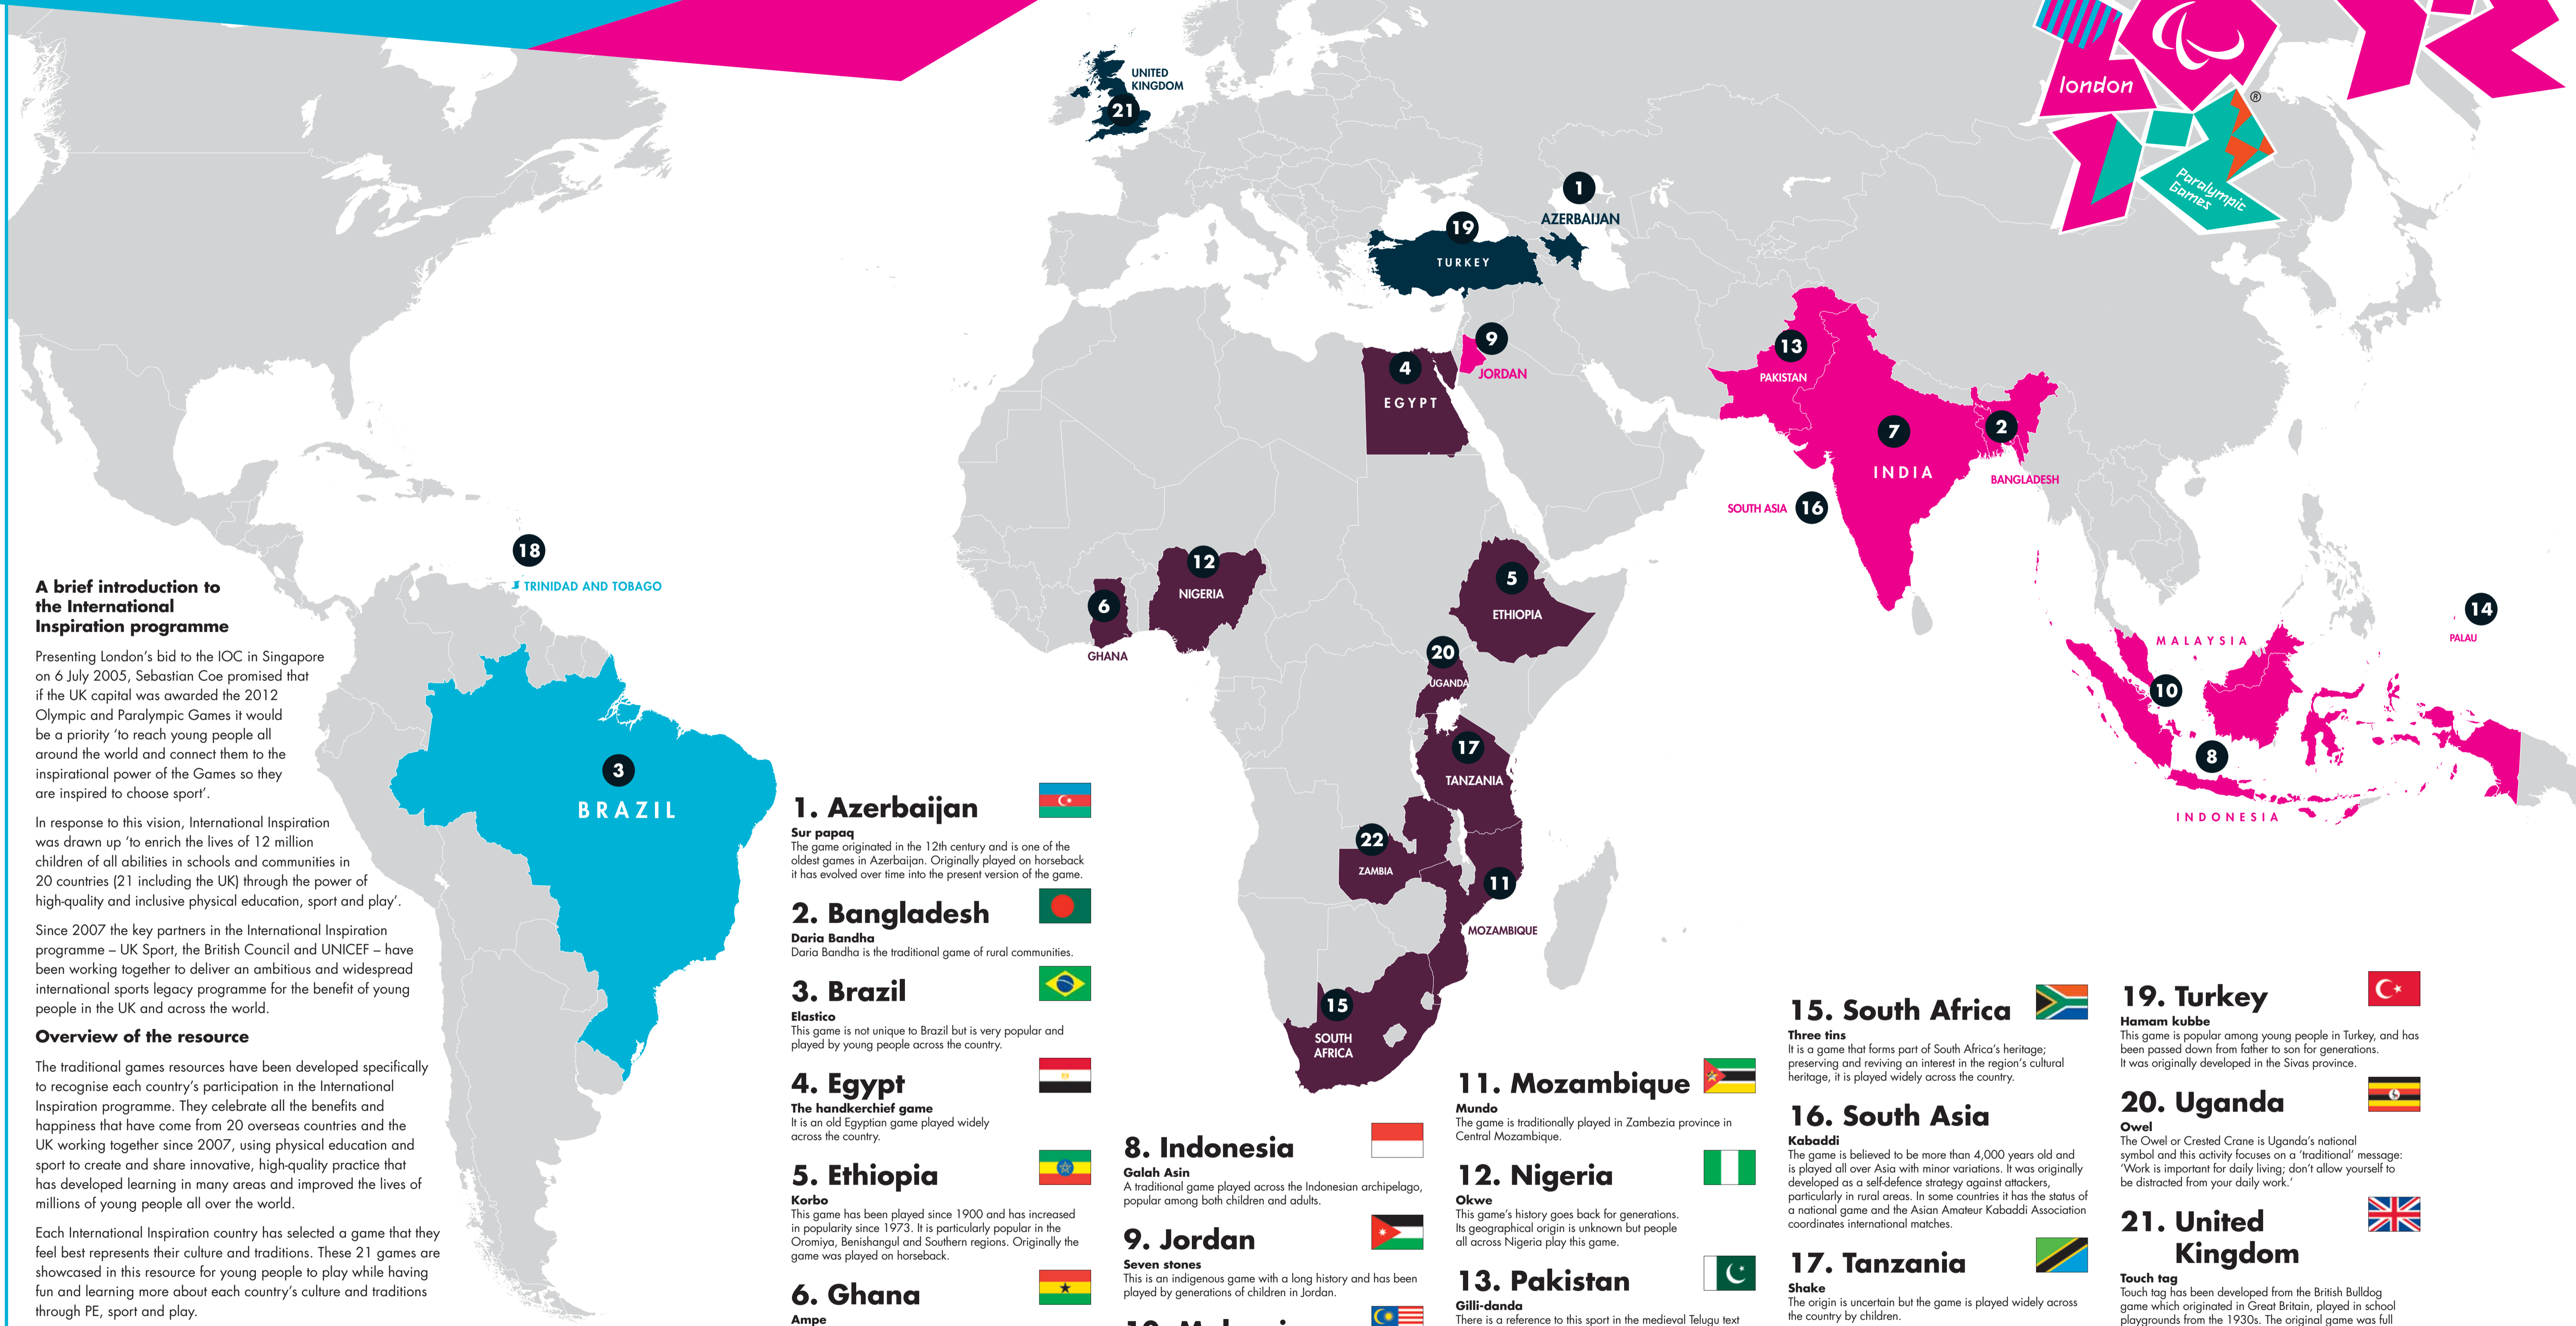 london
®
Paralympic
Games
UNITED
KINGDOM
21
1
AZERBAIJAN
19
TURKEY
9
JORDAN
4
EGYPT
13
PAKISTAN
7
INDIA
2
BANGLADESH
SOUTH ASIA
16
18
TRINIDAD AND TOBAGO
12
NIGERIA
6
GHANA
5
ETHIOPIA
20
UGANDA
17
TANZANIA
22
ZAMBIA
11
MOZAMBIQUE
15
SOUTH
AFRICA
14
PALAU
MALAYSIA
10
8
INDONESIA
3
BRAZIL
A brief introduction to
the International
Inspiration programme
Presenting London’s bid to the IOC in Singapore
on 6 July 2005, Sebastian Coe promised that
if the UK capital was awarded the 2012
Olympic and Paralympic Games it would
be a priority ‘to reach young people all
around the world and connect them to the
inspirational power of the Games so they
are inspired to choose sport’.
In response to this vision, International Inspiration
was drawn up ‘to enrich the lives of 12 million
children of all abilities in schools and communities in
20 countries (21 including the UK) through the power of
high-quality and inclusive physical education, sport and play’.
Since 2007 the key partners in the International Inspiration
programme – UK Sport, the British Council and UNICEF – have
been working together to deliver an ambitious and widespread
international sports legacy programme for the benefit of young
people in the UK and across the world.
Overview of the resource
The traditional games resources have been developed specifically
to recognise each country’s participation in the International
Inspiration programme. They celebrate all the benefits and
happiness that have come from 20 overseas countries and the
UK working together since 2007, using physical education and
sport to create and share innovative, high-quality practice that
has developed learning in many areas and improved the lives of
millions of young people all over the world.
Each International Inspiration country has selected a game that they
feel best represents their culture and traditions. These 21 games are
showcased in this resource for young people to play while having
fun and learning more about each country’s culture and traditions
through PE, sport and play.
1. Azerbaijan
Sur papaq
The game originated in the 12th century and is one of the
oldest games in Azerbaijan. Originally played on horseback
it has evolved over time into the present version of the game.
2. Bangladesh
Daria Bandha
Daria Bandha is the traditional game of rural communities.
3. Brazil
Elastico
This game is not unique to Brazil but is very popular and
played by young people across the country.
4. Egypt
The handkerchief game
It is an old Egyptian game played widely
across the country.
5. Ethiopia
Korbo
This game has been played since 1900 and has increased
in popularity since 1973. It is particularly popular in the
Oromiya, Benishangul and Southern regions. Originally the
game was played on horseback.
6. Ghana
Ampe
8. Indonesia
Galah Asin
A traditional game played across the Indonesian archipelago,
popular among both children and adults.
9. Jordan
Seven stones
This is an indigenous game with a long history and has been
played by generations of children in Jordan.
11. Mozambique
Mundo
The game is traditionally played in Zambezia province in
Central Mozambique.
12. Nigeria
Okwe
This game’s history goes back for generations.
Its geographical origin is unknown but people
all across Nigeria play this game.
13. Pakistan
Gilli-danda
There is a reference to this sport in the medieval Telugu text
15. South Africa
Three tins
It is a game that forms part of South Africa’s heritage;
preserving and reviving an interest in the region’s cultural
heritage, it is played widely across the country.
16. South Asia
Kabaddi
The game is believed to be more than 4,000 years old and
is played all over Asia with minor variations. It was originally
developed as a self-defence strategy against attackers,
particularly in rural areas. In some countries it has the status of
a national game and the Asian Amateur Kabaddi Association
coordinates international matches.
17. Tanzania
Shake
The origin is uncertain but the game is played widely across
the country by children.
19. Turkey
Hamam kubbe
This game is popular among young people in Turkey, and has
been passed down from father to son for generations.
It was originally developed in the Sivas province.
20. Uganda
Owel
The Owel or Crested Crane is Uganda’s national
symbol and this activity focuses on a ‘traditional’ message:
‘Work is important for daily living; don’t allow yourself to
be distracted from your daily work.’
21. United
Kingdom
Touch tag
Touch tag has been developed from the British Bulldog
game which originated in Great Britain, played in school
playgrounds from the 1930s. The original game was full